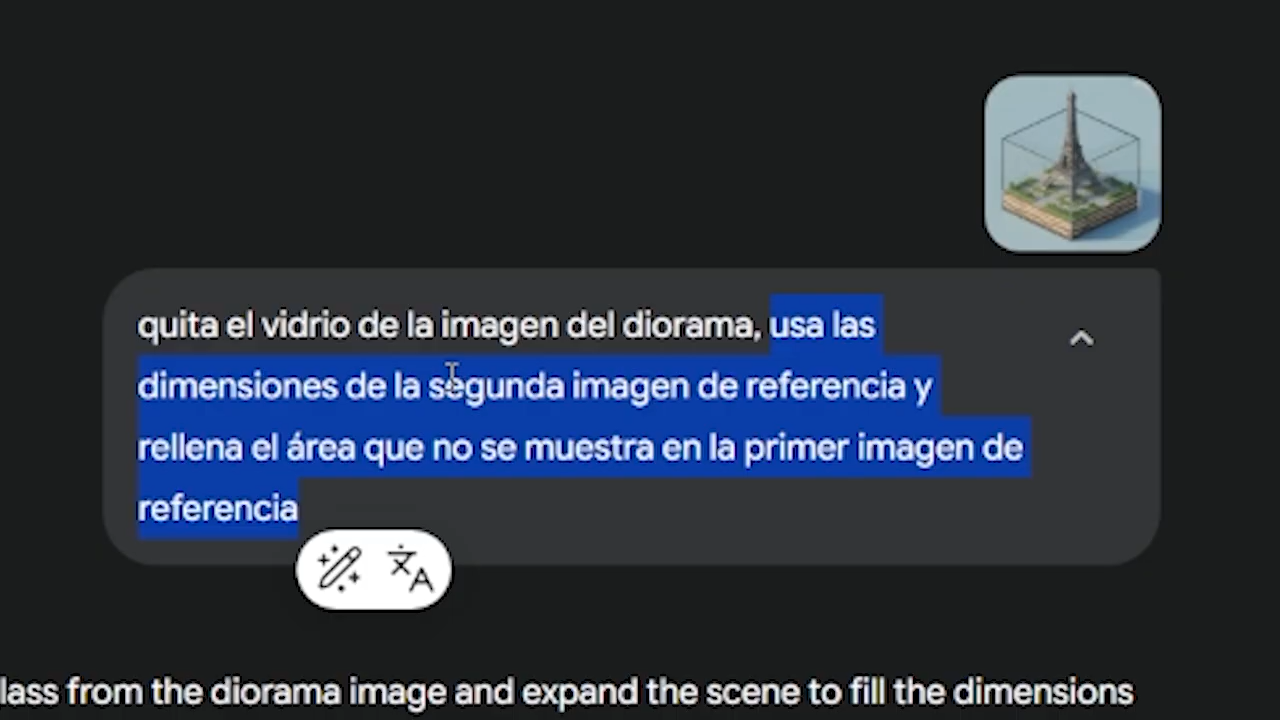 quita el vidrio de la imagen del diorama, usa las
dimensiones de la segunda imagen de referencia y
rellena el área que no se muestra en la primer imagen de
referencia
from the diorama image and expand the scene to fill the dimensions